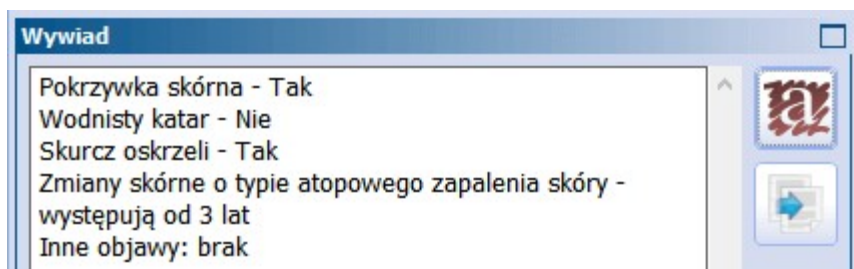 Wywiad
Pokrzywka skórna - Tak
Wodnisty katar - Nie
Skurcz oskrzeli - Tak
Zmiany skórne o typie atopowego zapalenia skóry -
występują od 3 lat
Inne objawy: brak
a